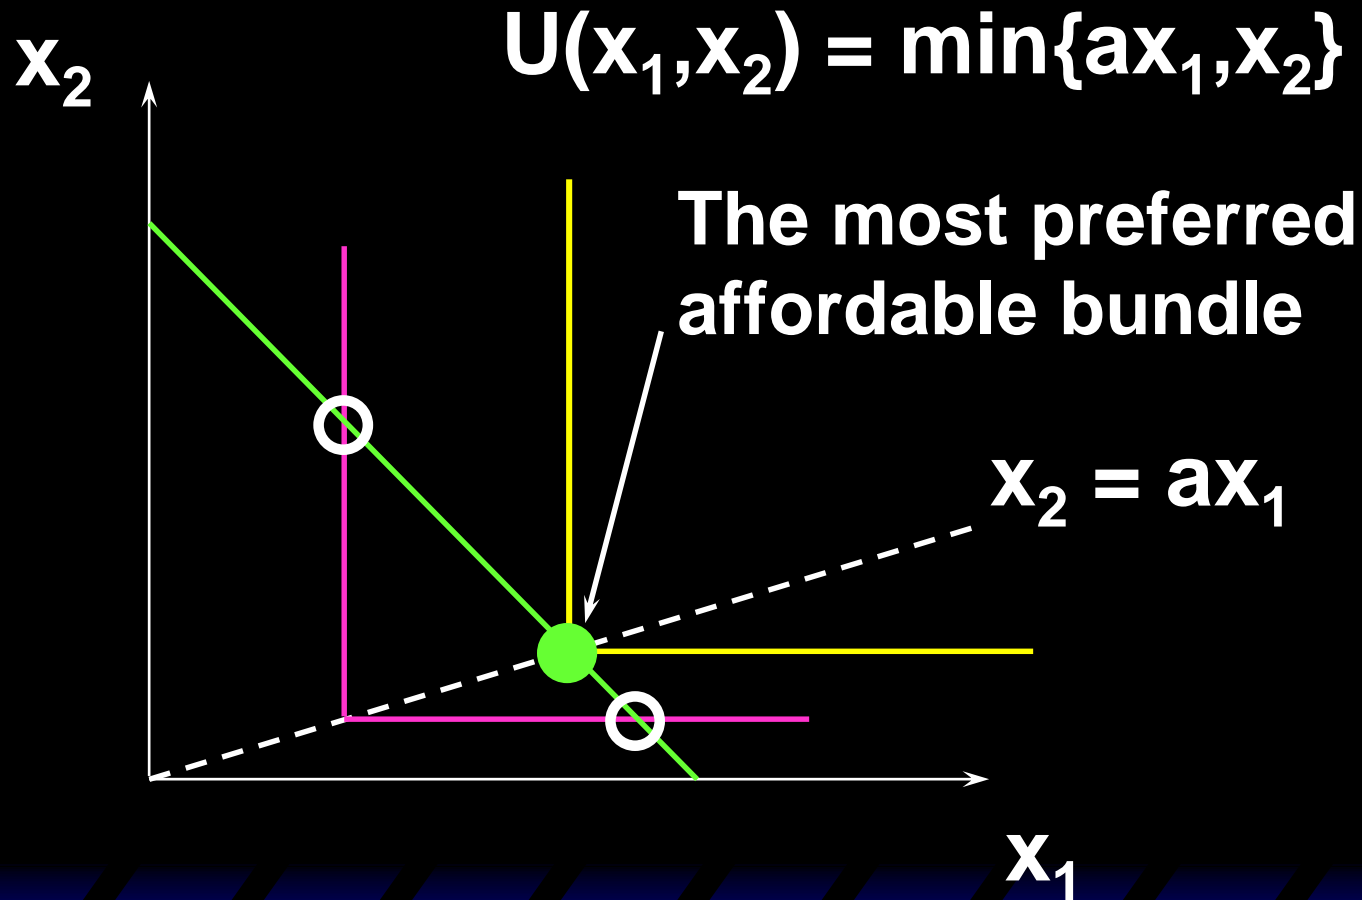 x₂
U(x₁,x₂) = min{ax₁,x₂}
The most preferred
affordable bundle
x₂ = ax₁
x₁